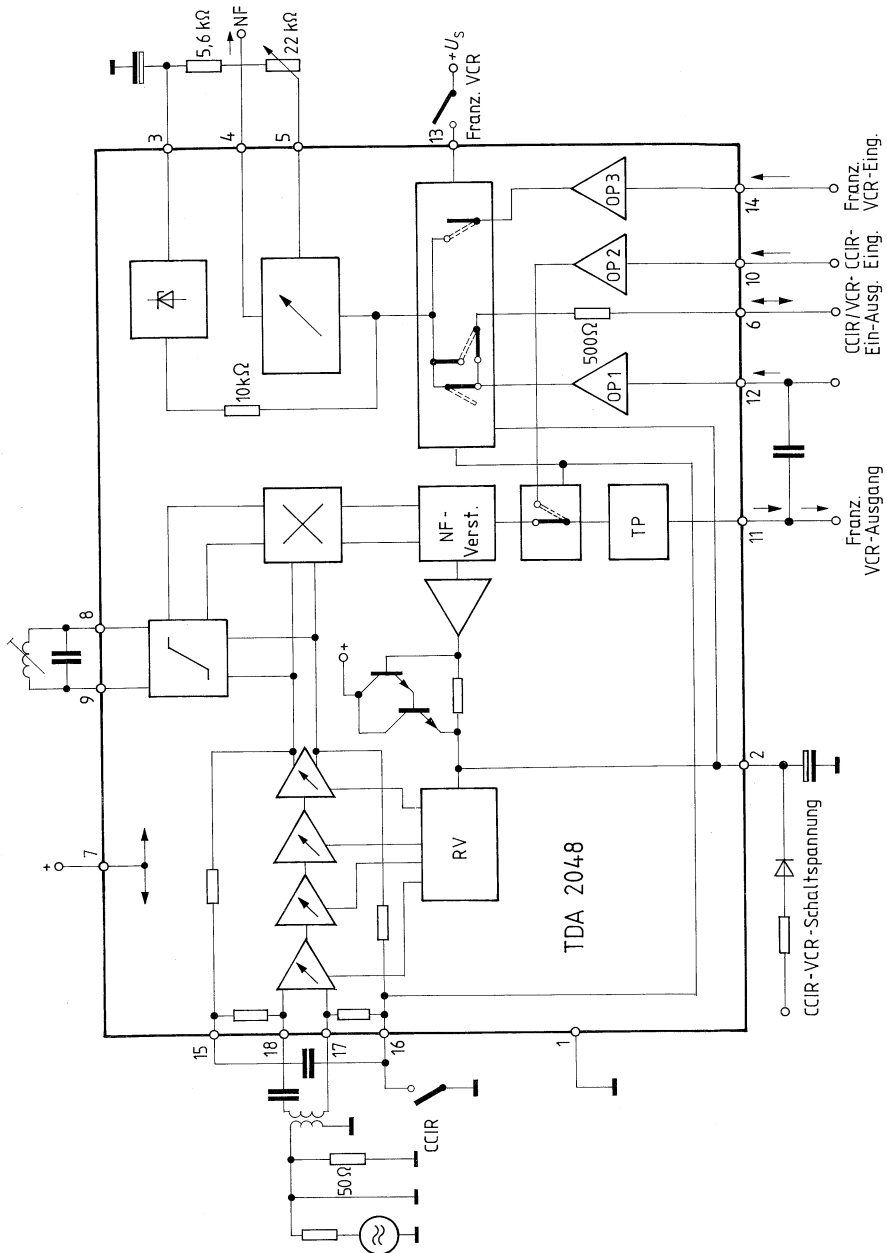 5,6 kΩ
NF
22 kΩ
+U_S
Franz. VCR
3
4
5
13
10kΩ
OP3
OP2
500Ω
OP1
14
Franz.
VCR-Eing.
10
CCIR-
Eing.
6
CCIR/VCR-
Ein-Ausg.
12
11
Franz.
VCR-Ausgang
NF-
Verst.
TP
8
9
+
RV
TDA 2048
2
CCIR-VCR-Schaltspannung
7
+
15
18
17
16
1
CCIR
50Ω